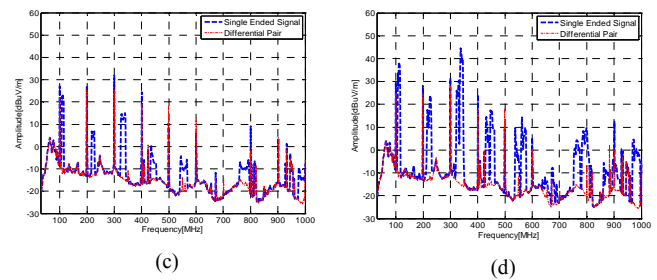 60
50
40
30
20
10
0
-10
-20
-30
Amplitude[dBuV/m]
Single Ended Signal
Differential Pair
100 200 300 400 500 600 700 800 900 1000
Frequency[MHz]
(c)
60
50
40
30
20
10
0
-10
-20
-30
Amplitude[dBuV/m]
Single Ended Signal
Differential Pair
100 200 300 400 500 600 700 800 900 1000
Frequency[MHz]
(d)